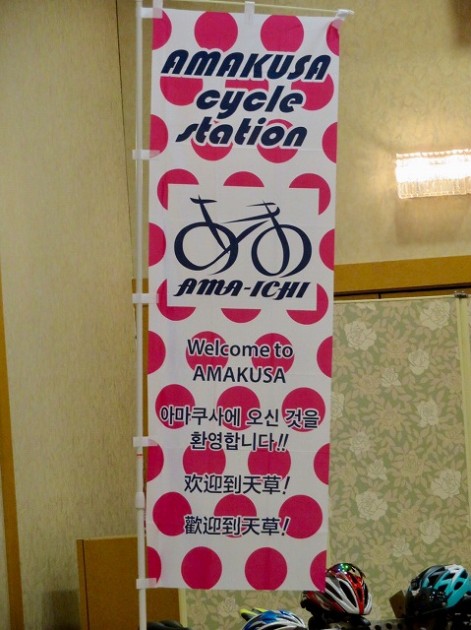 AMAKUSA
cycle
station
AMA-ICHI
Welcome to
AMAKUSA
아마쿠사에 오신 것을
환영합니다!!
欢迎到天草!
歡迎到天草!